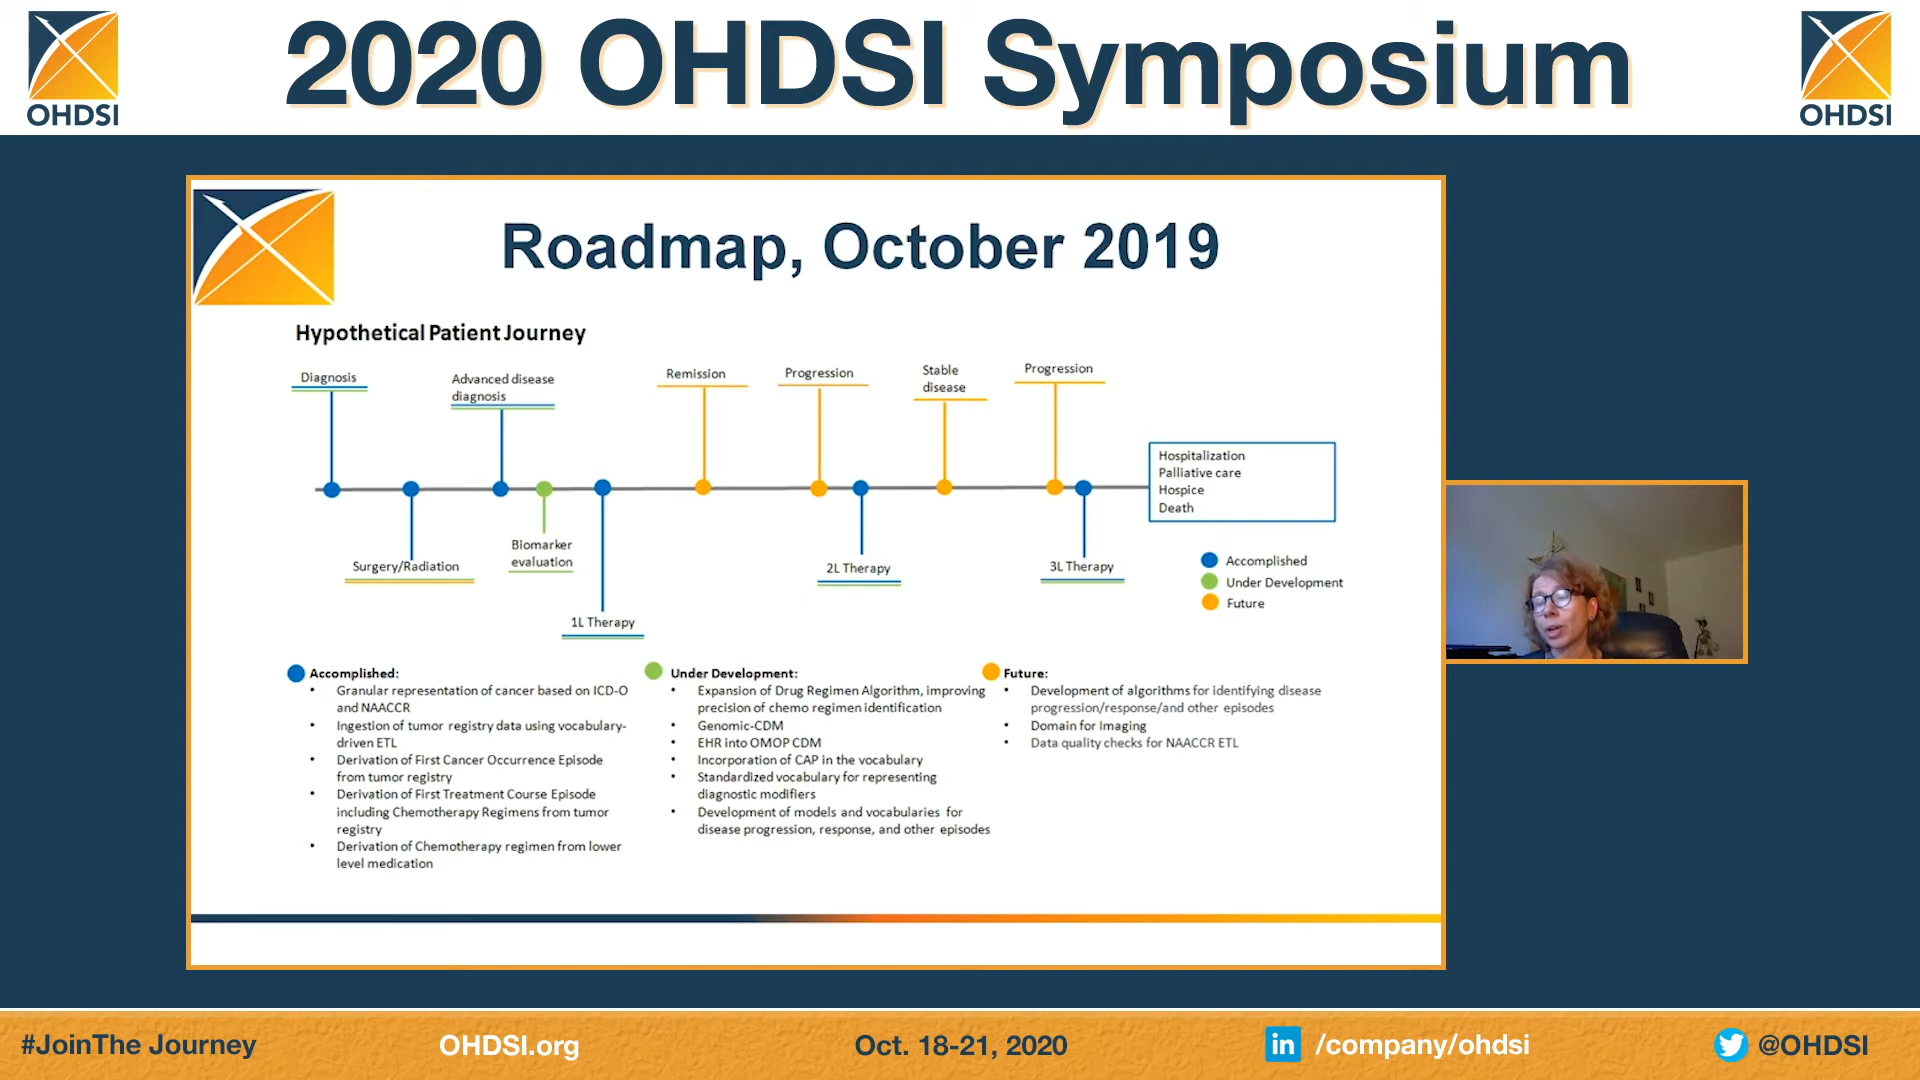 2020 OHDSI Symposium
OHDSI
OHDSI
Roadmap, October 2019
Hypothetical Patient Journey
Diagnosis
Advanced disease
diagnosis
Remission
Progression
Stable
disease
Progression
Hospitalization
Palliative care
Hospice
Death
Surgery/Radiation
Biomarker
evaluation
1L Therapy
2L Therapy
3L Therapy
Accomplished
Under Development
Future
Accomplished:
• Granular representation of cancer based on ICD-O
and NAACCR
• Ingestion of tumor registry data using vocabulary-
driven ETL
• Derivation of First Cancer Occurrence Episode
from tumor registry
• Derivation of First Treatment Course Episode
including Chemotherapy Regimens from tumor
registry
• Derivation of Chemotherapy regimen from lower
level medication
Under Development:
• Expansion of Drug Regimen Algorithm, improving
precision of chemo regimen identification
• Genomic-CDM
• EHR into OMOP CDM
• Incorporation of CAP in the vocabulary
• Standardized vocabulary for representing
diagnostic modifiers
• Development of models and vocabularies for
disease progression, response, and other episodes
Future:
• Development of algorithms for identifying disease
progression/response/and other episodes
• Domain for Imaging
• Data quality checks for NAACCR ETL
#JoinThe Journey
OHDSI.org
Oct. 18-21, 2020
in /company/ohdsi
@OHDSI